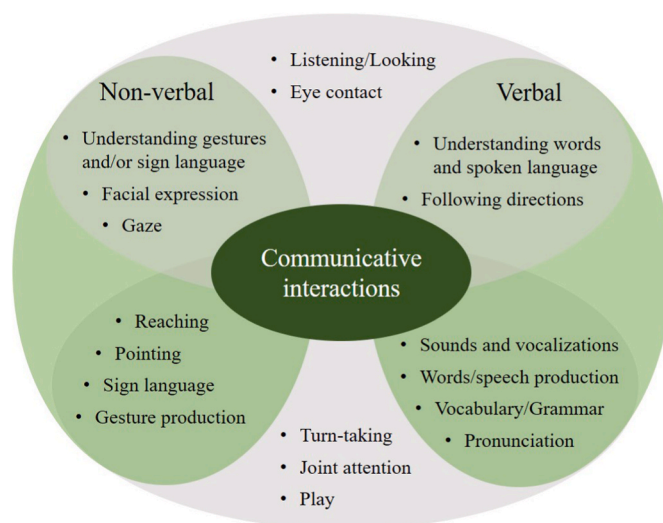 • Listening/Looking
• Eye contact
Non-verbal
• Understanding gestures
and/or sign language
• Facial expression
• Gaze
Verbal
• Understanding words
and spoken language
• Following directions
Communicative
interactions
• Reaching
• Pointing
• Sign language
• Gesture production
• Sounds and vocalizations
• Words/speech production
• Vocabulary/Grammar
• Pronunciation
• Turn-taking
• Joint attention
• Play